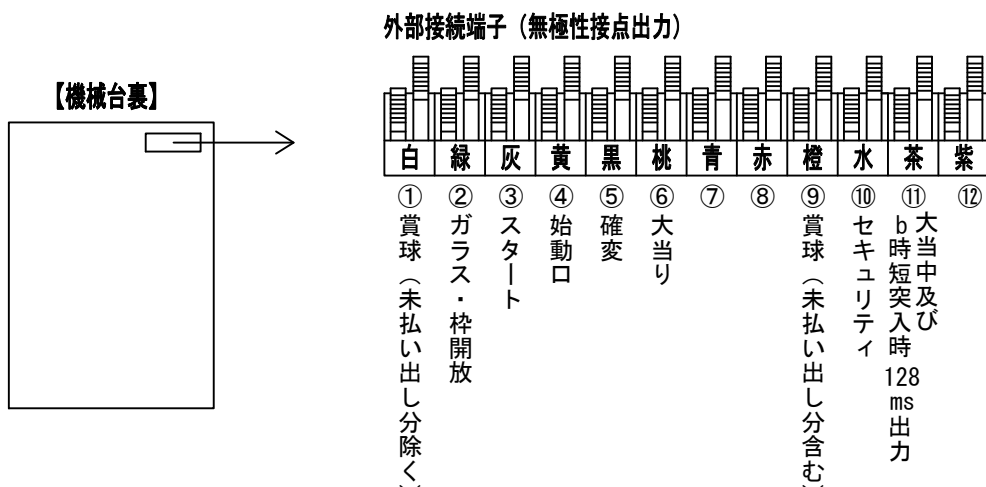 外部接続端子（無極性接点出力）
【機械台裏】
白 緑 灰 黄 黒 桃 青 赤 橙 水 茶 紫
① ② ③ ④ ⑤ ⑥ ⑦ ⑧ ⑨ ⑩ ⑪ ⑫
賞球（未払い出し分除く）
ガラス・枠開放
スタート
始動口
確変
大当り
賞球（未払い出し分含む）
セキュリティ
大当中及び
b時短突入時128ms出力